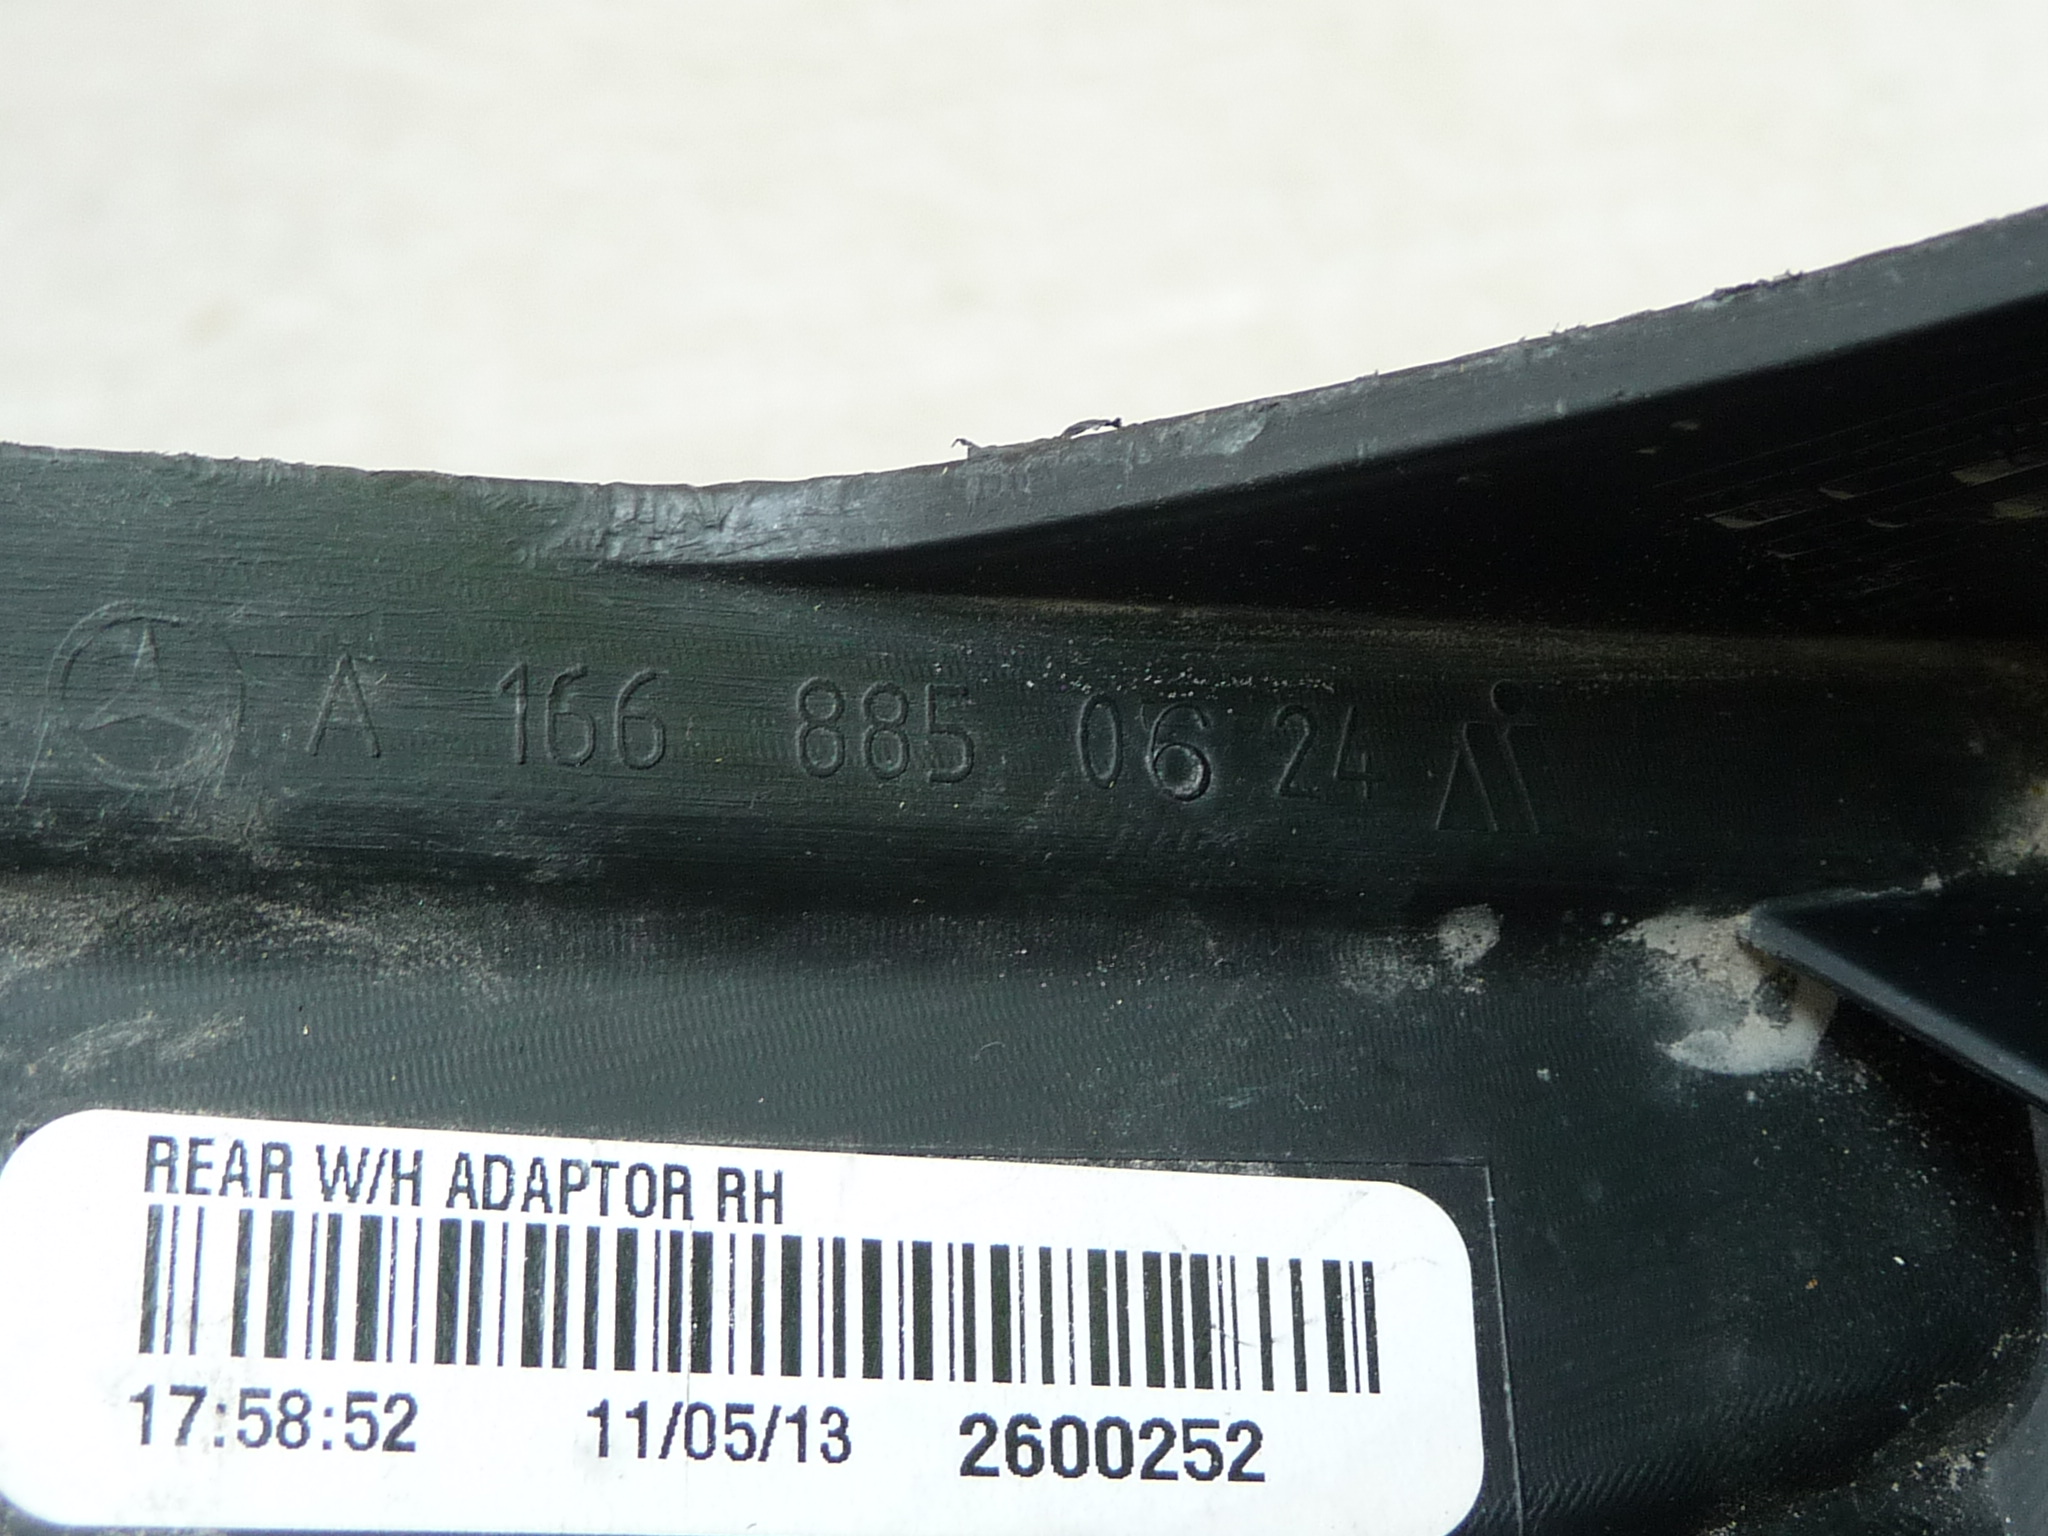 A 166 885 06 24
REAR W/H ADAPTOR RH
17:58:52 11/05/13 2600252